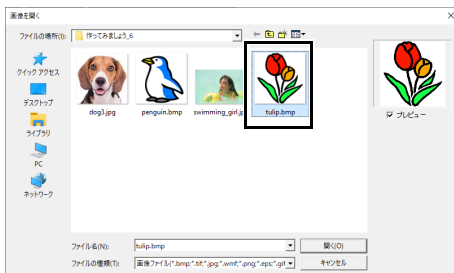 画像を開く
ファイルの場所(I):
作ってみましょう_6
クイック アクセス
デスクトップ
ライブラリ
PC
ネットワーク
dog3.jpg
penguin.bmp
swimming_girl.jp
tulip.bmp
プレビュー
ファイル名(N):
tulip.bmp
開く(O)
ファイルの種類(T):
画像ファイル(*.bmp;*.tif;*.jpg;*.wmf;*.png;*.eps;*.gif
キャンセル